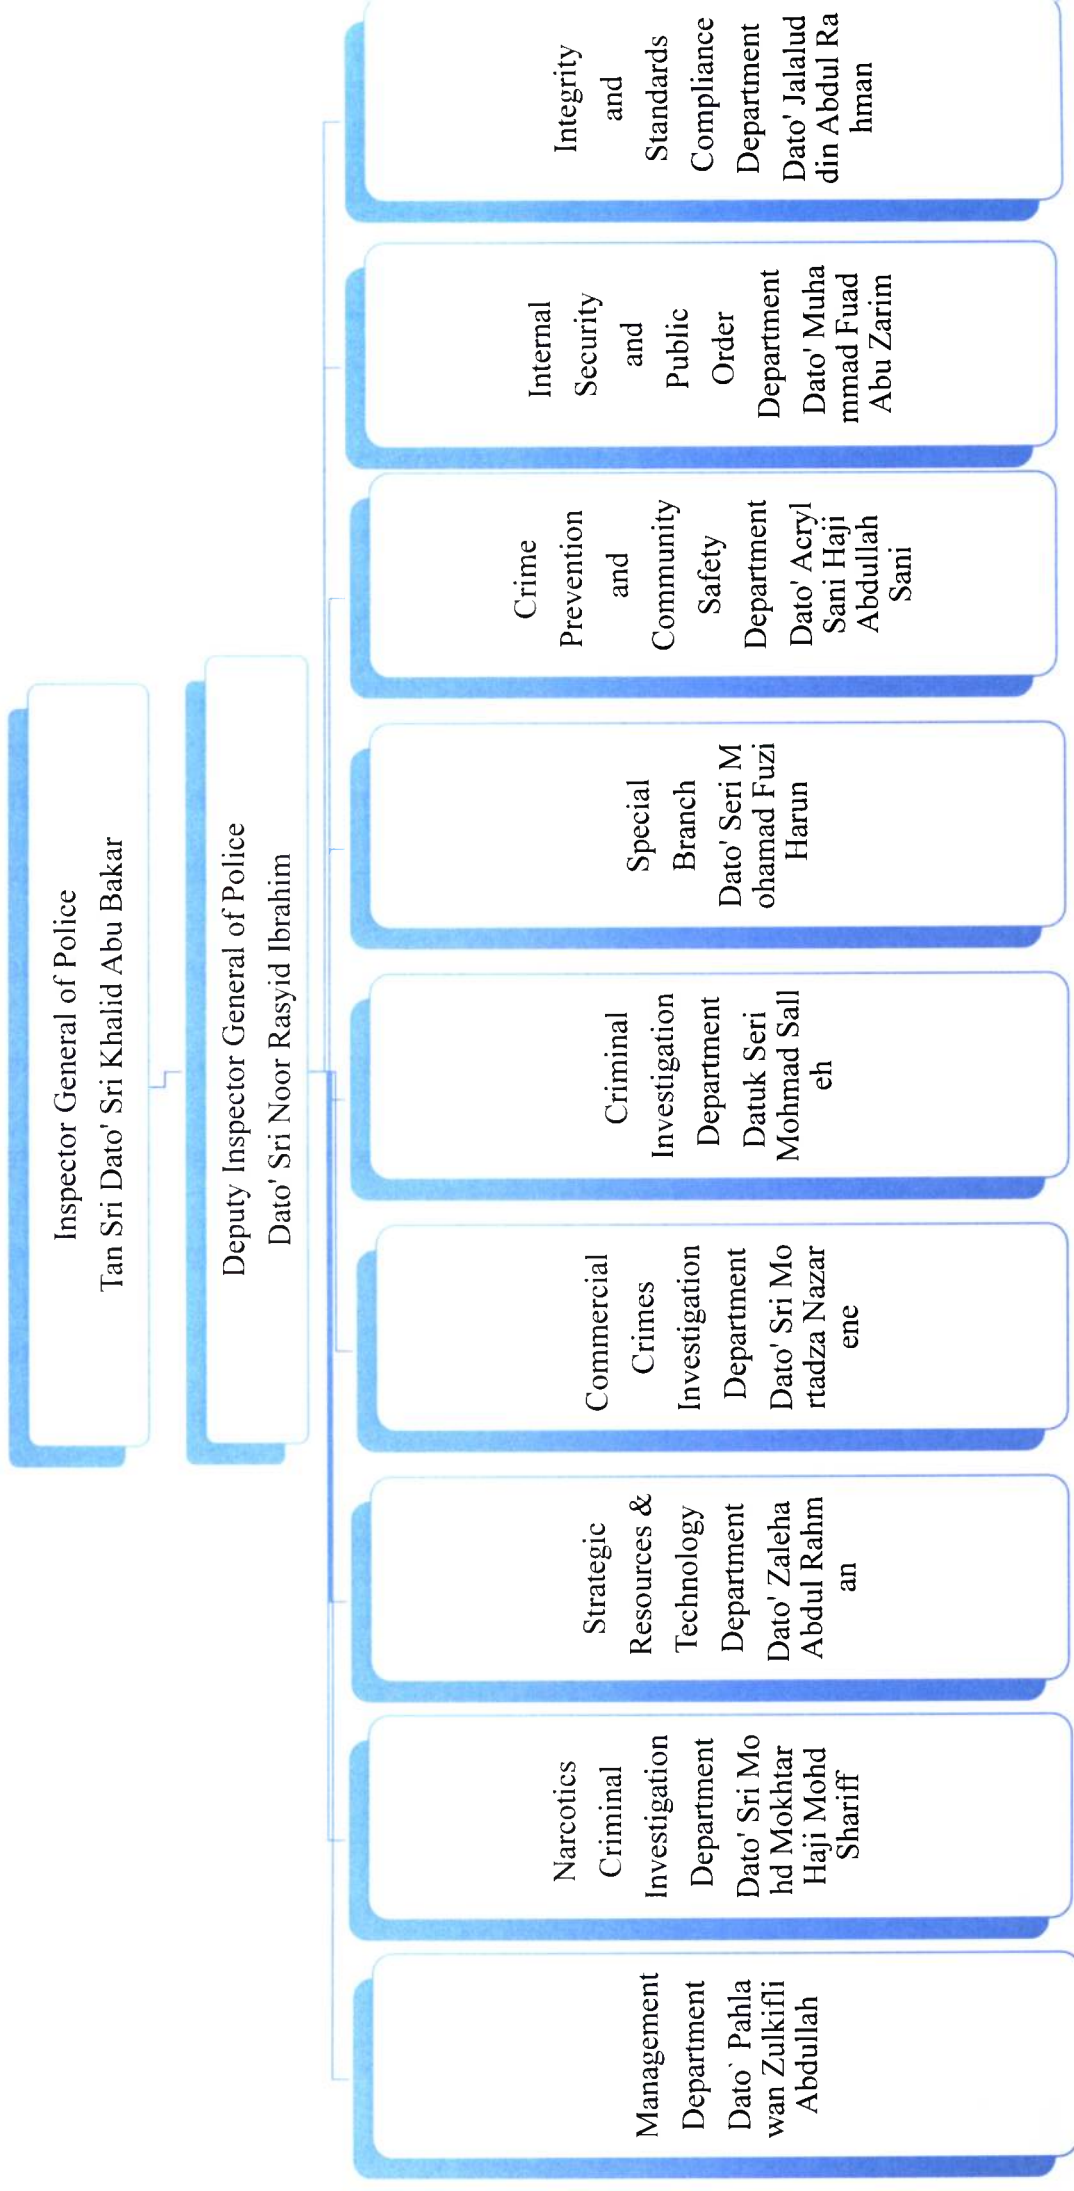 Inspector General of Police
Tan Sri Dato' Sri Khalid Abu Bakar
Deputy Inspector General of Police
Dato' Sri Noor Rasyid Ibrahim
Management
Department
Dato` Pahla
wan Zulkifli
Abdullah
Narcotics
Criminal
Investigation
Department
Dato' Sri Mo
hd Mokhtar
Haji Mohd
Shariff
Strategic
Resources &
Technology
Department
Dato' Zaleha
Abdul Rahm
an
Commercial
Crimes
Investigation
Department
Dato' Sri Mo
rtadza Nazar
ene
Criminal
Investigation
Department
Datuk Seri
Mohmad Sall
eh
Special
Branch
Dato' Seri M
ohamad Fuzi
Harun
Crime
Prevention
and
Community
Safety
Department
Dato' Acryl
Sani Haji
Abdullah
Sani
Internal
Security
and
Public
Order
Department
Dato' Muha
mmad Fuad
Abu Zarim
Integrity
and
Standards
Compliance
Department
Dato' Jalalud
din Abdul Ra
hman